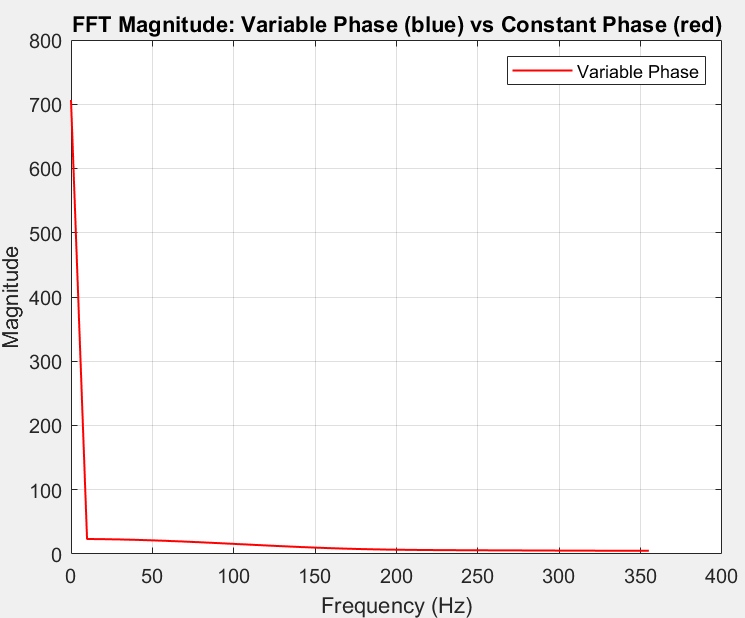 FFT Magnitude: Variable Phase (blue) vs Constant Phase (red)
Variable Phase
800
700
600
500
400
300
200
100
0
Magnitude
0 50 100 150 200 250 300 350 400
Frequency (Hz)